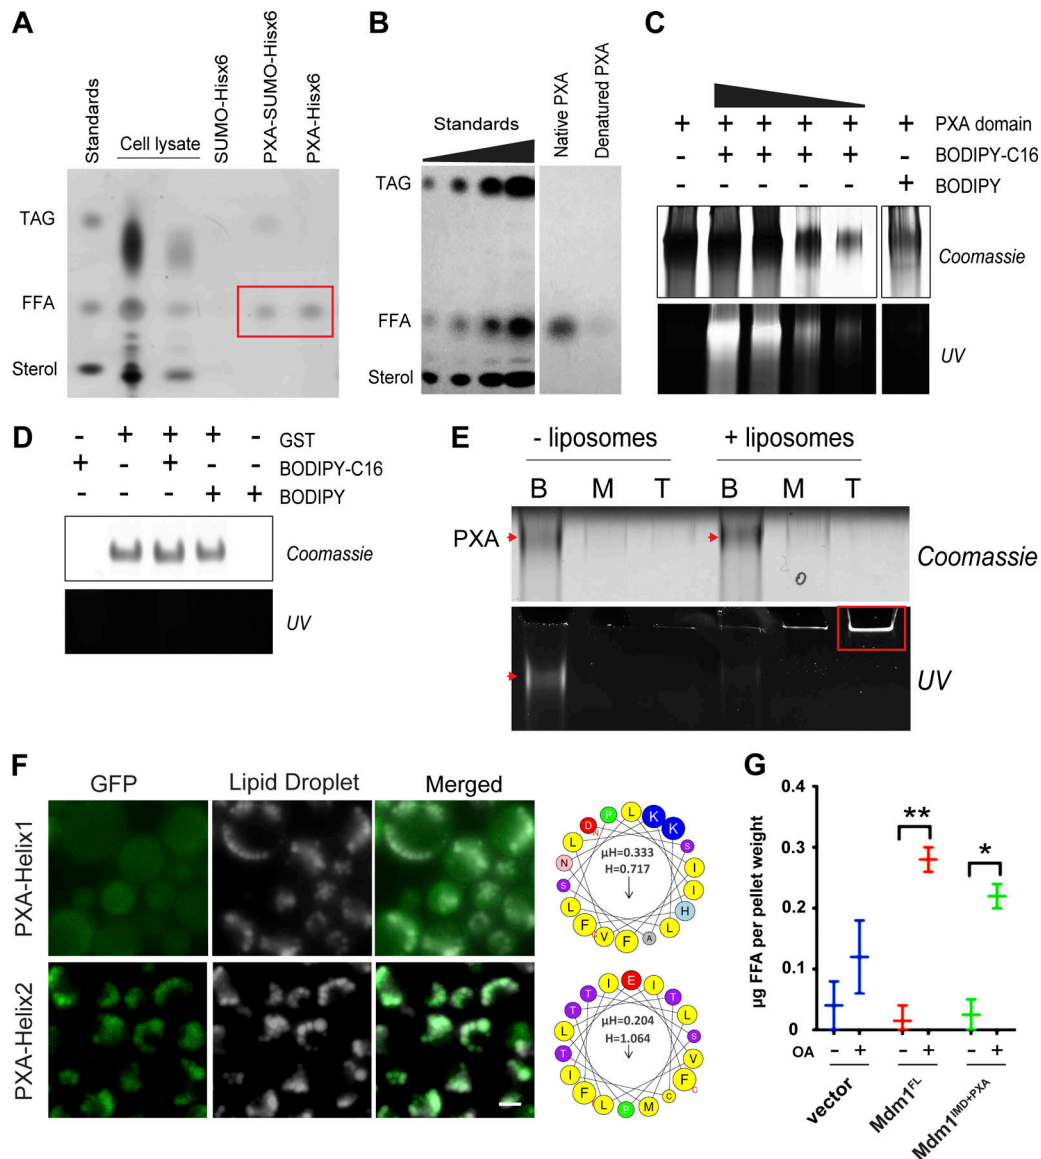 A
Standards
Cell lysate
SUMO-Hisx6
PXA-SUMO-Hisx6
PXA-Hisx6
TAG
FFA
Sterol
B
Standards
Native PXA
Denatured PXA
TAG
FFA
Sterol
C
+ + + + + + PXA domain
- + + + + - BODIPY-C16
- - - - - + BODIPY
Coomassie
UV
D
- + + + - GST
+ - + - - BODIPY-C16
- - - + + BODIPY
Coomassie
UV
E
- liposomes + liposomes
B M T B M T
PXA
Coomassie
UV
F
GFP Lipid Droplet Merged
PXA-Helix1
PXA-Helix2
µH=0.333
H=0.717
L K K S I I H L A F V C F L S N L D N P
µH=0.204
H=1.064
E I T L S V F C C M P L F I T L T T I
G
µg FFA per pellet weight
0.4
0.3
0.2
0.1
0
**
*
OA - + - + - +
vector
Mdm1FL
Mdm1IMD+PXA